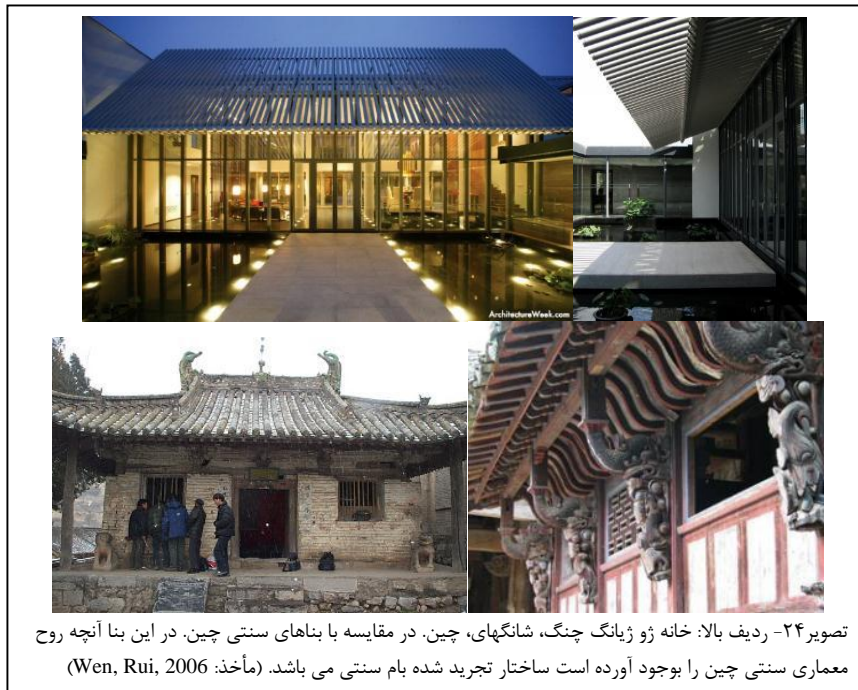 ArchitectureWeek.com
تصویر۲۴- ردیف بالا: خانه ژو ژیانگ چنگ، شانگهای، چین. در مقایسه با بناهای سنتی چین. در این بنا آنچه روح
معماری سنتی چین را بوجود آورده است ساختار تجرید شده بام سنتی می باشد. (مأخذ: Wen, Rui, 2006)